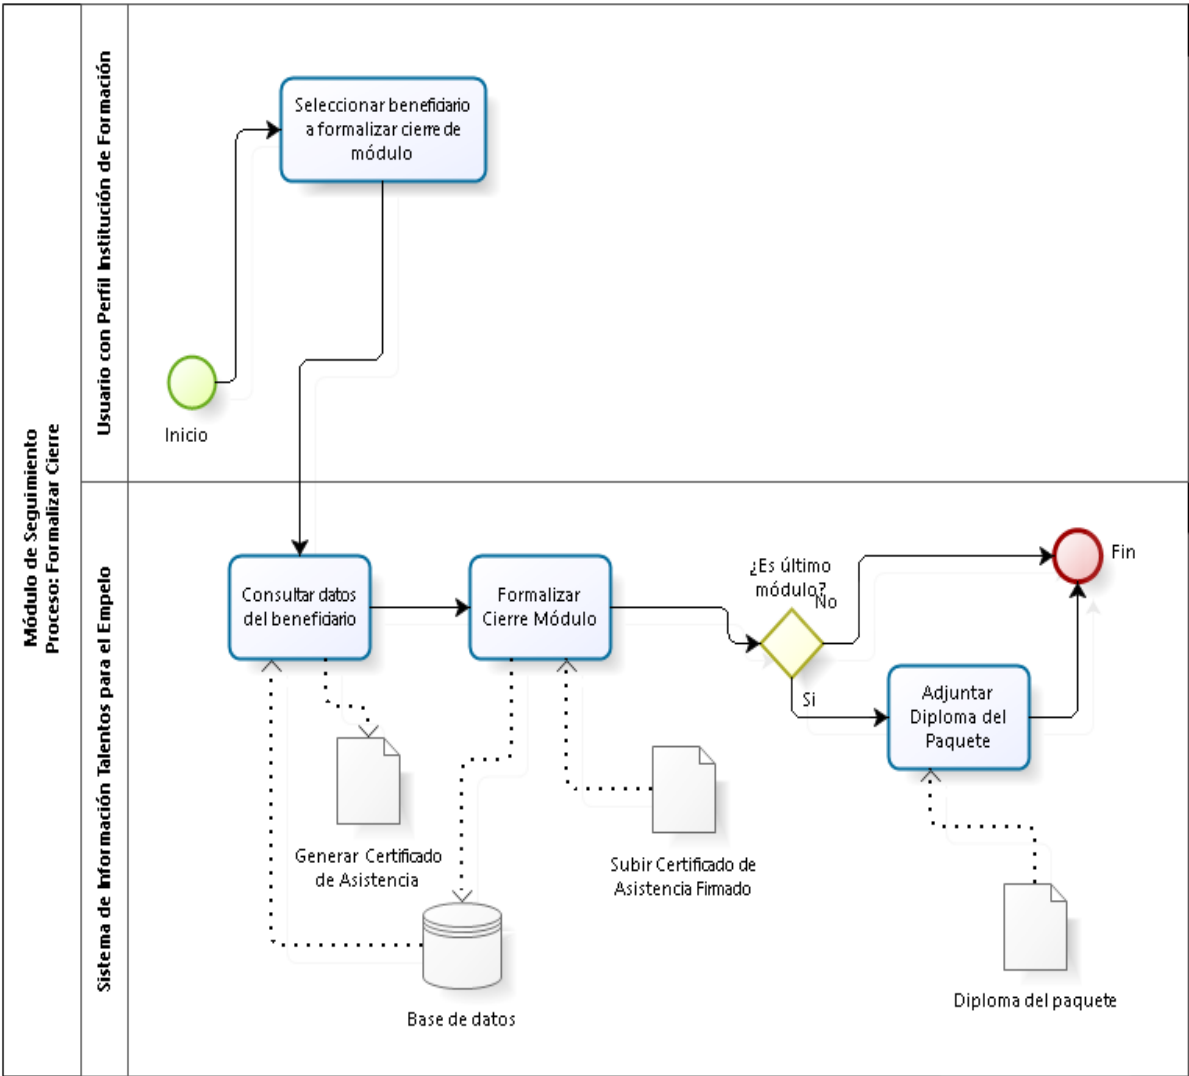 Módulo de Seguimiento
Proceso: Formalizar Cierre
Usuario con Perfil Institución de Formación
Seleccionar beneficiario
a formalizar cierre de
módulo
Inicio
Sistema de Información Talentos para el Empelo
Consultar datos
del beneficiario
Formalizar
Cierre Módulo
¿Es último
módulo?
No
Si
Fin
Adjuntar
Diploma del
Paquete
Generar Certificado
de Asistencia
Subir Certificado de
Asistencia Firmado
Base de datos
Diploma del paquete